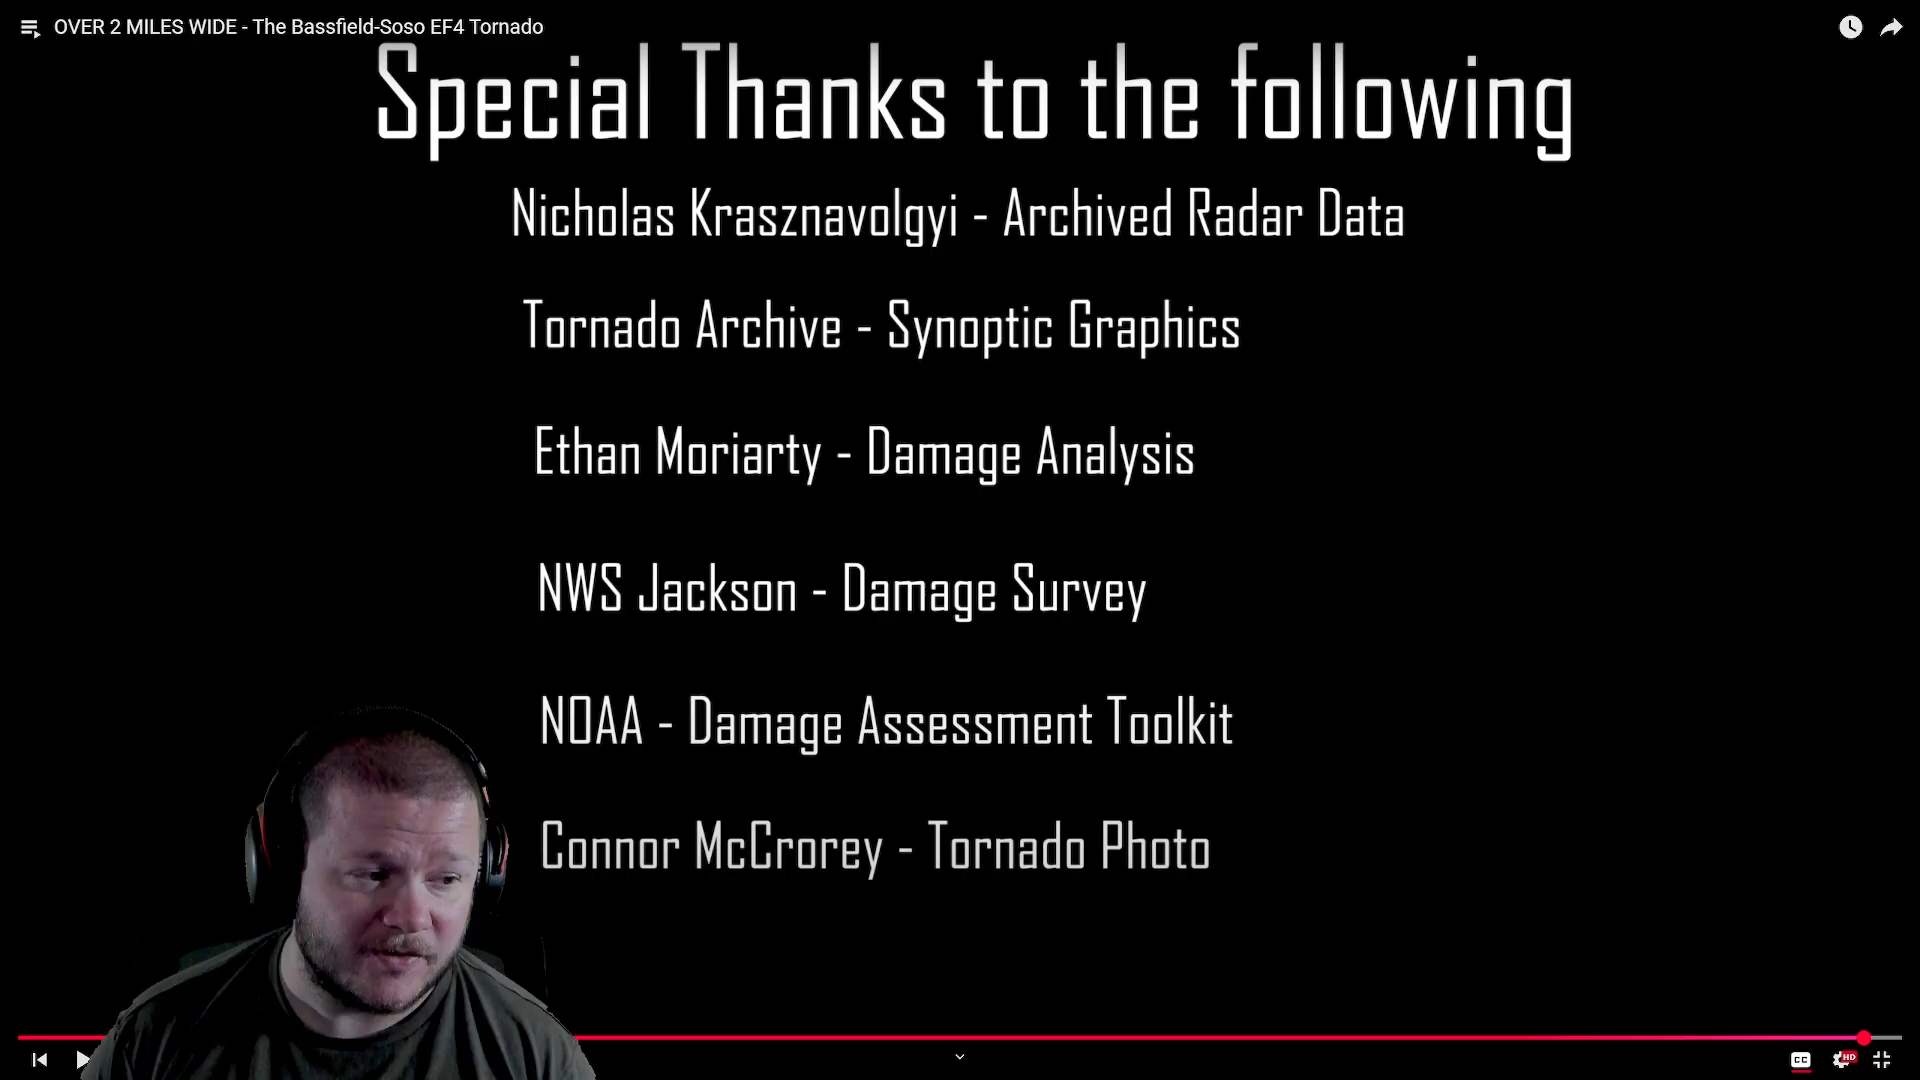 OVER 2 MILES WIDE - The Bassfield-Soso EF4 Tornado
Special Thanks to the following
Nicholas Krasznavolgyi - Archived Radar Data
Tornado Archive - Synoptic Graphics
Ethan Moriarty - Damage Analysis
NWS Jackson - Damage Survey
NOAA - Damage Assessment Toolkit
Connor McCrorey - Tornado Photo
CC HD